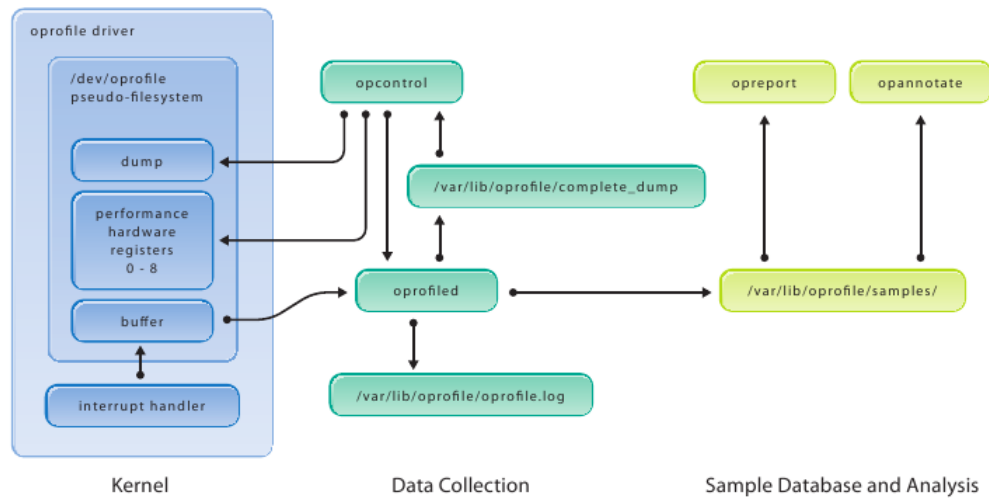 oprofile driver
/dev/oprofile
pseudo-filesystem
dump
performance
hardware
registers
0 - 8
buffer
interrupt handler
Kernel
opcontrol
/var/lib/oprofile/complete_dump
oprofiled
/var/lib/oprofile/oprofile.log
Data Collection
opreport
opannotate
/var/lib/oprofile/samples/
Sample Database and Analysis